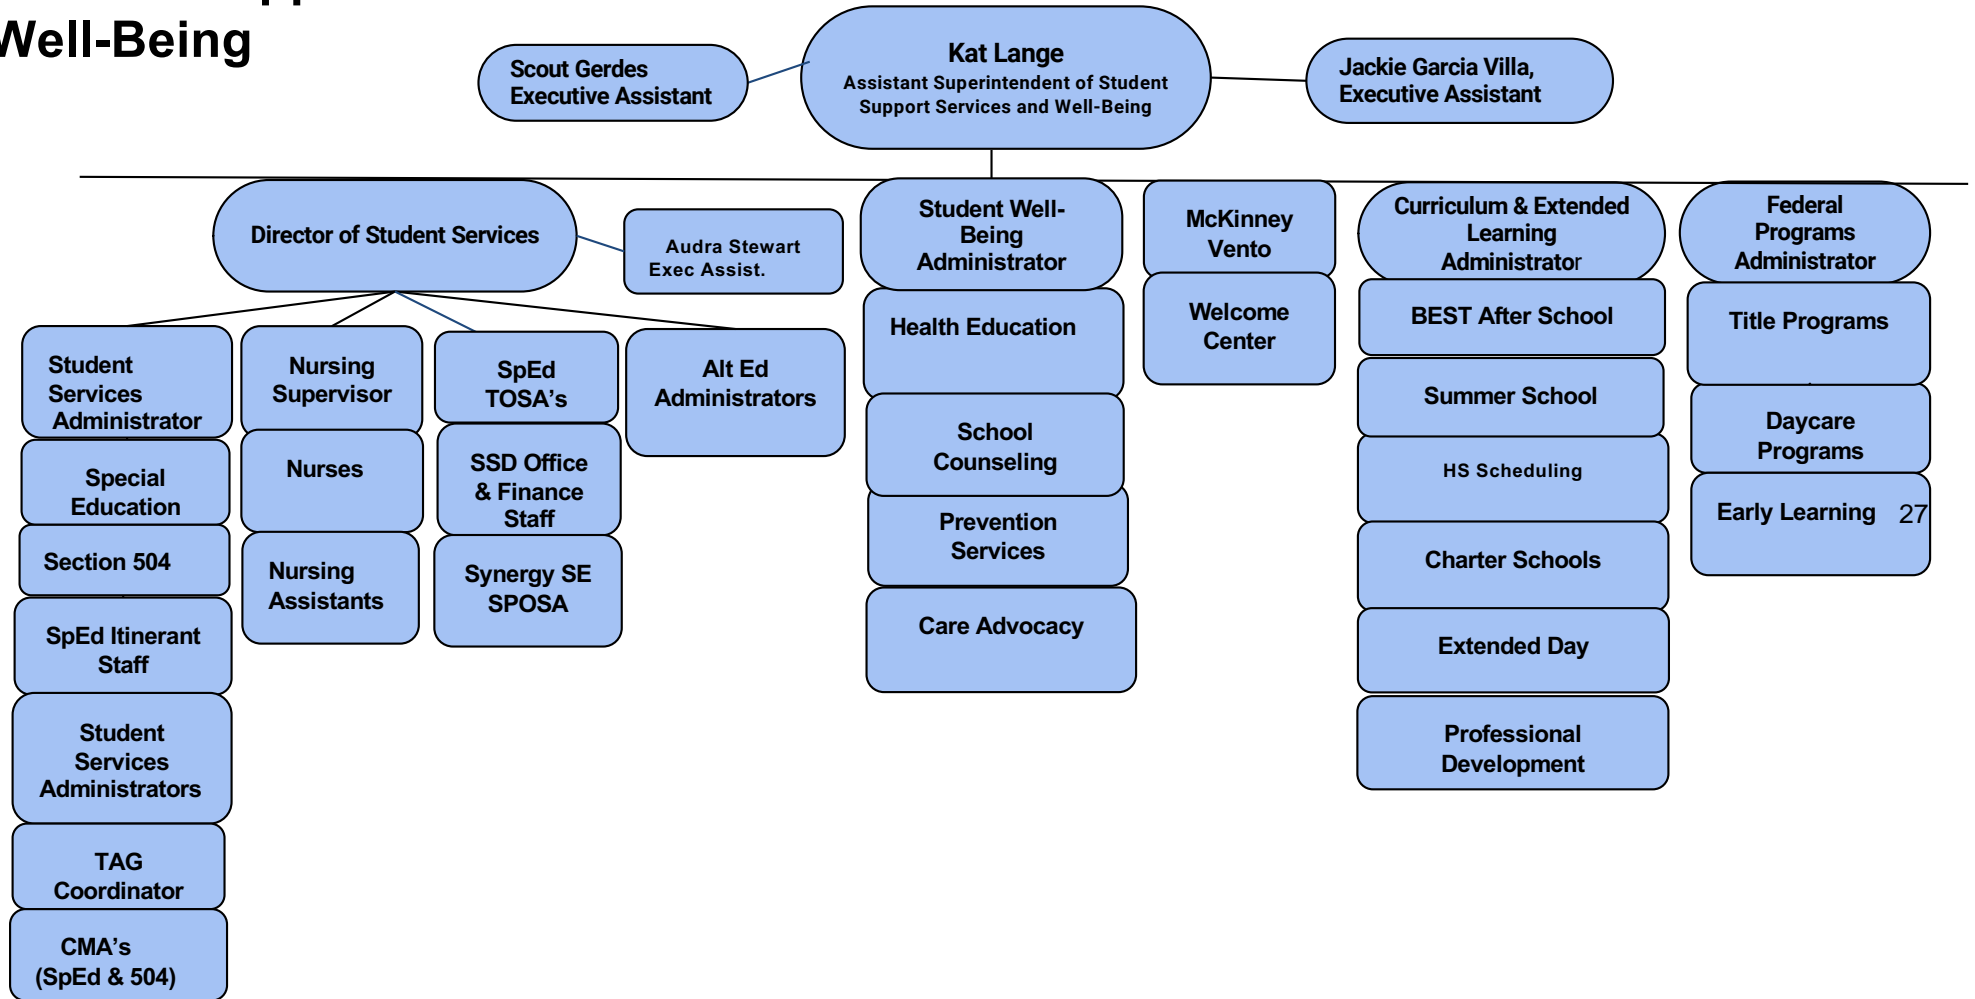 Well-Being
Kat Lange
Assistant Superintendent of Student
Support Services and Well-Being
Scout Gerdes
Executive Assistant
Jackie Garcia Villa,
Executive Assistant
Director of Student Services
Audra Stewart
Exec Assist.
Student Well-
Being
Administrator
McKinney
Vento
Curriculum & Extended
Learning
Administrator
Federal
Programs
Administrator
Student
Services
Administrator
Special
Education
Section 504
SpEd Itinerant
Staff
Student
Services
Administrators
TAG
Coordinator
CMA’s
(SpEd & 504)
Nursing
Supervisor
Nurses
Nursing
Assistants
SpEd
TOSA’s
SSD Office
& Finance
Staff
Synergy SE
SPOSA
Alt Ed
Administrators
Health Education
School
Counseling
Prevention
Services
Care Advocacy
Welcome
Center
BEST After School
Summer School
HS Scheduling
Charter Schools
Extended Day
Professional
Development
Title Programs
Daycare
Programs
Early Learning
27